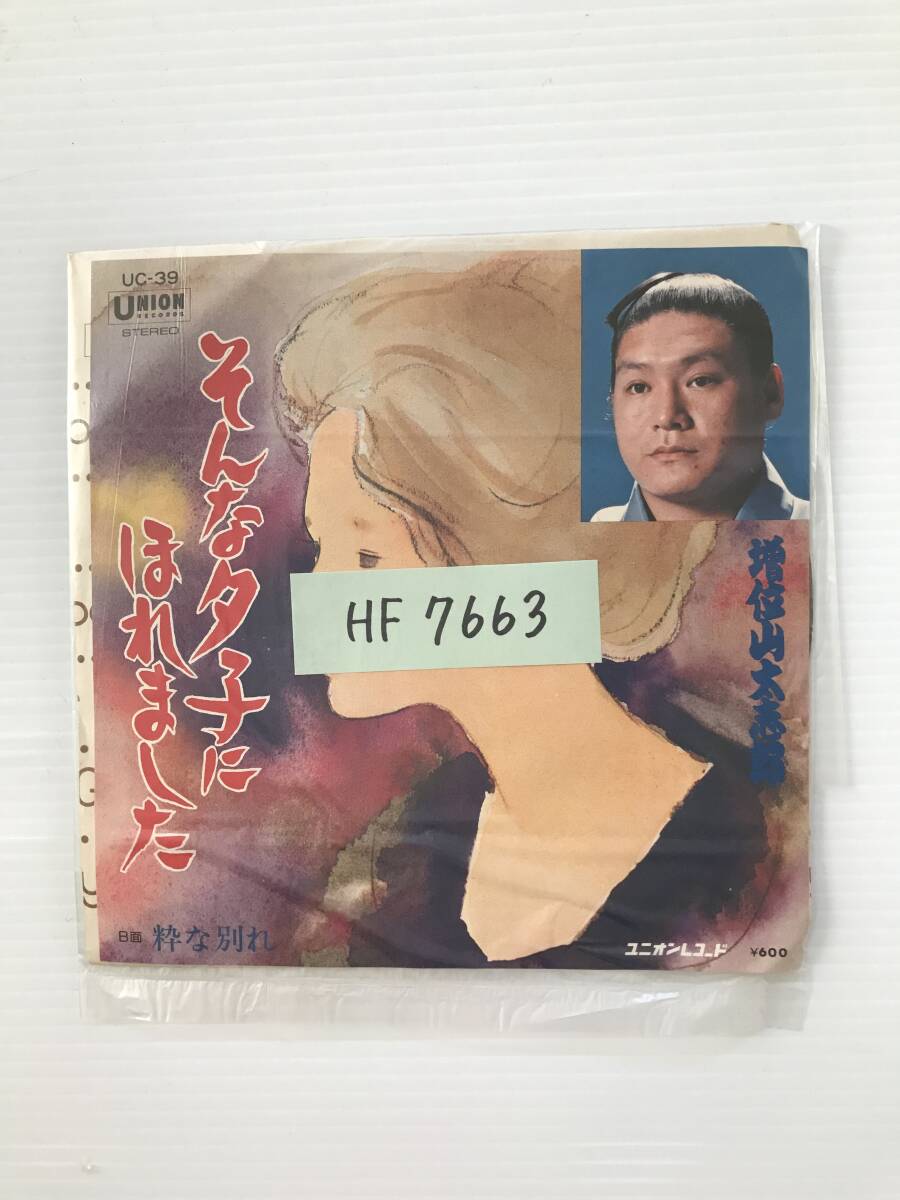 UC-39
UNION
RECORDS
STEREO
そんな夕子に
ほれました
増位山太志郎
HF 7663
B面 粋な別れ
ユニオンレコード ¥600